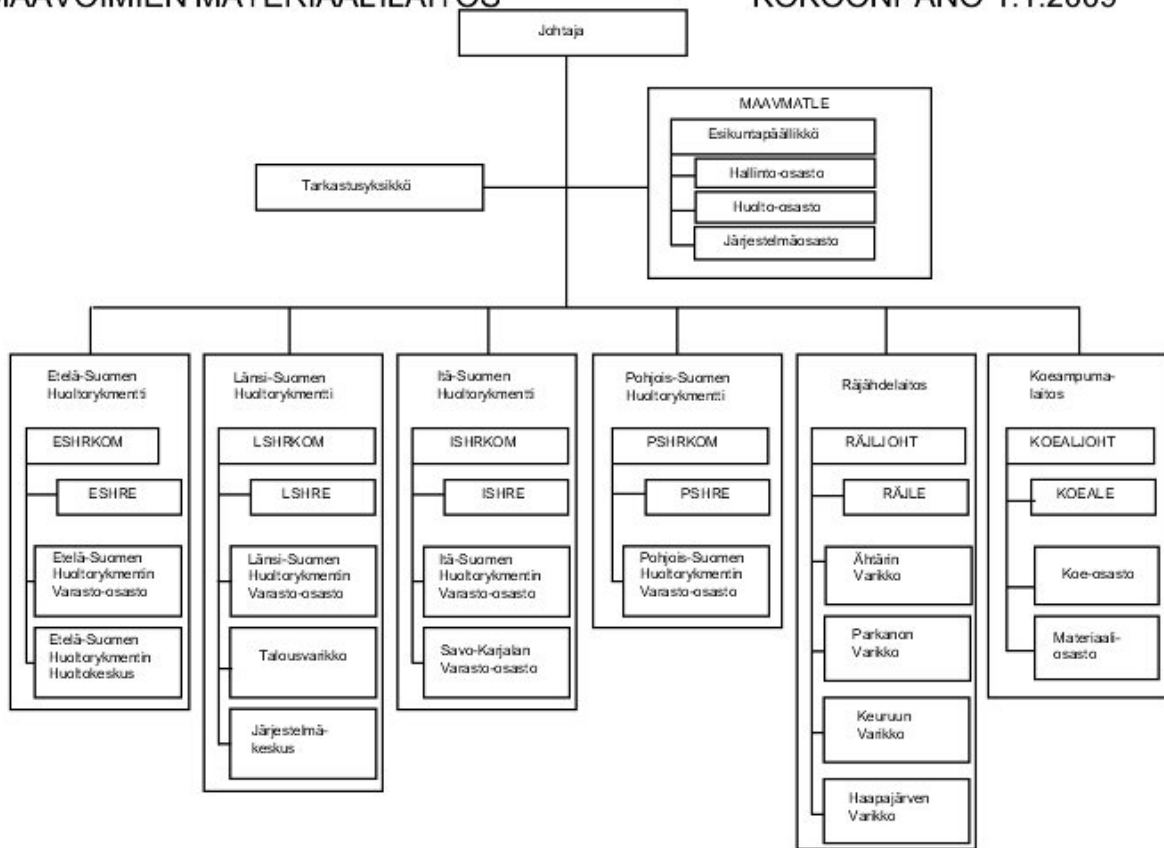 MAAVOIMIEN MATERIAALILAITOS KOKOONPANO 1.1.2009
Johtaja
MAAVMATLE
Esikuntapäällikkö
Hallinto-osasto
Huolto-osasto
Järjestelmäosasto
Tarkastusyksikkö
Etelä-Suomen
Huoltorykmentti
ESHRKOM
ESHRE
Etelä-Suomen
Huoltorykmentin
Varasto-osasto
Etelä-Suomen
Huoltorykmentin
Huoltokeskus
Länsi-Suomen
Huoltorykmentti
LSHRKOM
LSHRE
Länsi-Suomen
Huoltorykmentin
Varasto-osasto
Talousvarikko
Järjestelmä-
keskus
Itä-Suomen
Huoltorykmentti
ISHRKOM
ISHRE
Itä-Suomen
Huoltorykmentin
Varasto-osasto
Savo-Karjalan
Varasto-osasto
Pohjois-Suomen
Huoltorykmentti
PSHRKOM
PSHRE
Pohjois-Suomen
Huoltorykmentin
Varasto-osasto
Räjähdelaitos
RÄJLJOHT
RÄJLE
Ähtärin
Varikko
Parkanon
Varikko
Keuruun
Varikko
Haapajärven
Varikko
Koeampuma-
laitos
KOEALJOHT
KOEALE
Koe-osasto
Materiaali-
osasto